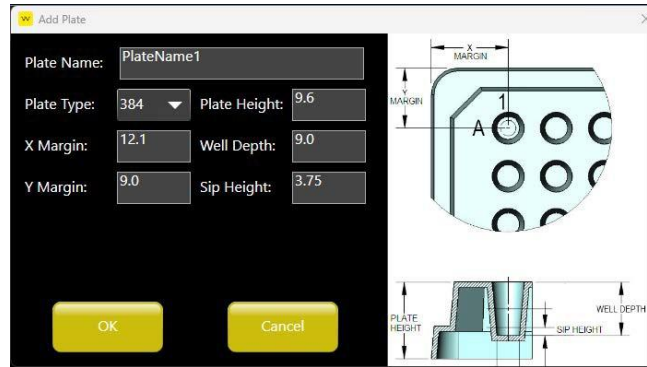 w Add Plate
Plate Name: PlateName1
Plate Type: 384 Plate Height: 9.6
X Margin: 12.1 Well Depth: 9.0
Y Margin: 9.0 Sip Height: 3.75
OK Cancel
X
MARGIN
Y
MARGIN
1
A
PLATE
HEIGHT
WELL DEPTH
SIP HEIGHT